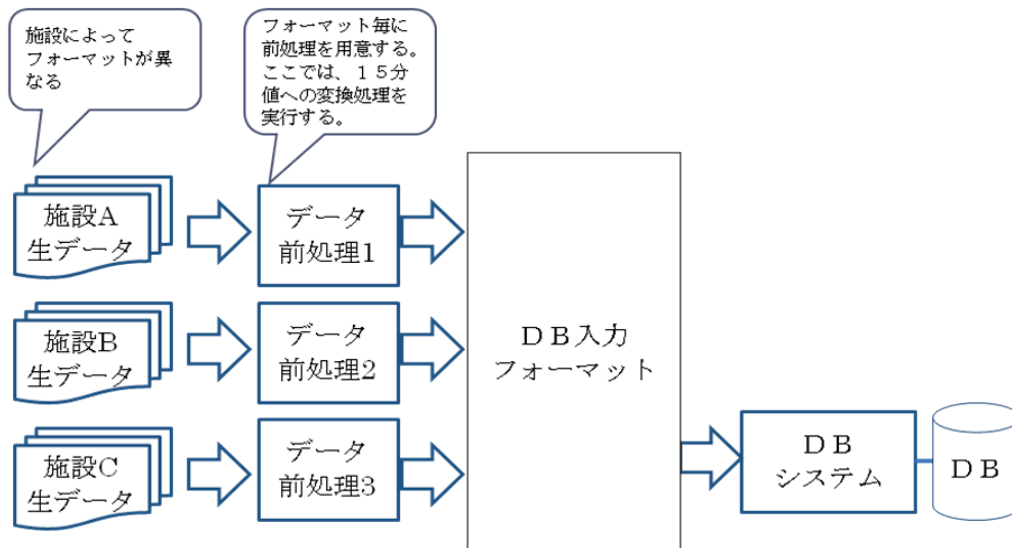 施設によって
フォーマットが異
なる
フォーマット毎に
前処理を用意する。
ここでは、１５分
値への変換処理を
実行する。
施設A
生データ
データ
前処理1
施設B
生データ
データ
前処理2
ＤＢ入力
フォーマット
施設C
生データ
データ
前処理3
ＤＢ
システム
ＤＢ